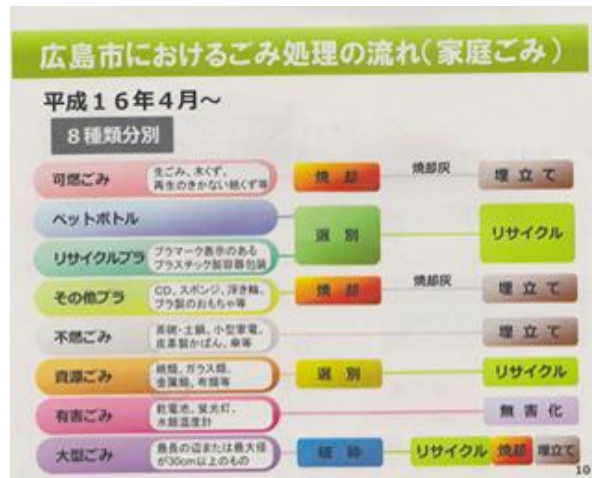 広島市におけるごみ処理の流れ(家庭ごみ)
平成16年4月～
8種類分別
可燃ごみ
生ごみ、木くず、
再生のきかない紙くず等
焼却
焼却灰
埋立て
ペットボトル
選別
リサイクル
リサイクルプラ
プラマーク表示のある
プラスチック製容器包装
その他プラ
CD、スポンジ、浮き輪、
プラ製のおもちゃ等
焼却
焼却灰
埋立て
不燃ごみ
茶碗・土鍋、小型家電、
皮革製かばん、傘等
埋立て
資源ごみ
紙類、ガラス類、
金属類、布類等
選別
リサイクル
有害ごみ
乾電池、蛍光灯、
水銀温度計
無害化
大型ごみ
最長の辺または最大径
が30cm以上のもの
破砕
リサイクル 焼却 埋立て
10